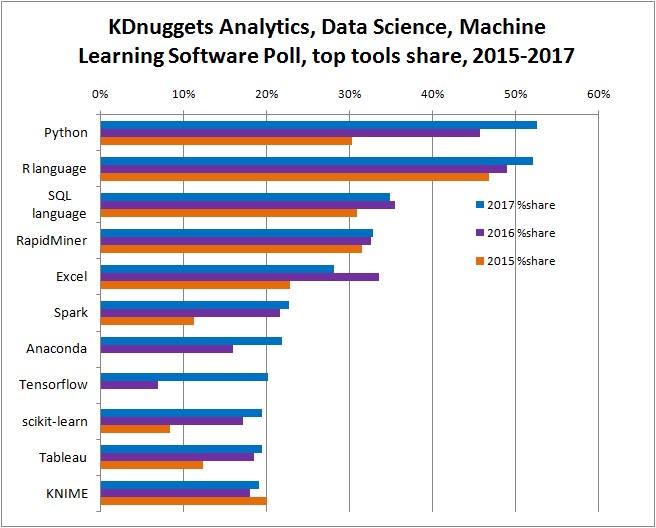 KDnuggets Analytics, Data Science, Machine
Learning Software Poll, top tools share, 2015-2017
0% 10% 20% 30% 40% 50% 60%
Python
R language
SQL
language
RapidMiner
Excel
Spark
Anaconda
Tensorflow
scikit-learn
Tableau
KNIME
2017 %share
2016 %share
2015 %share